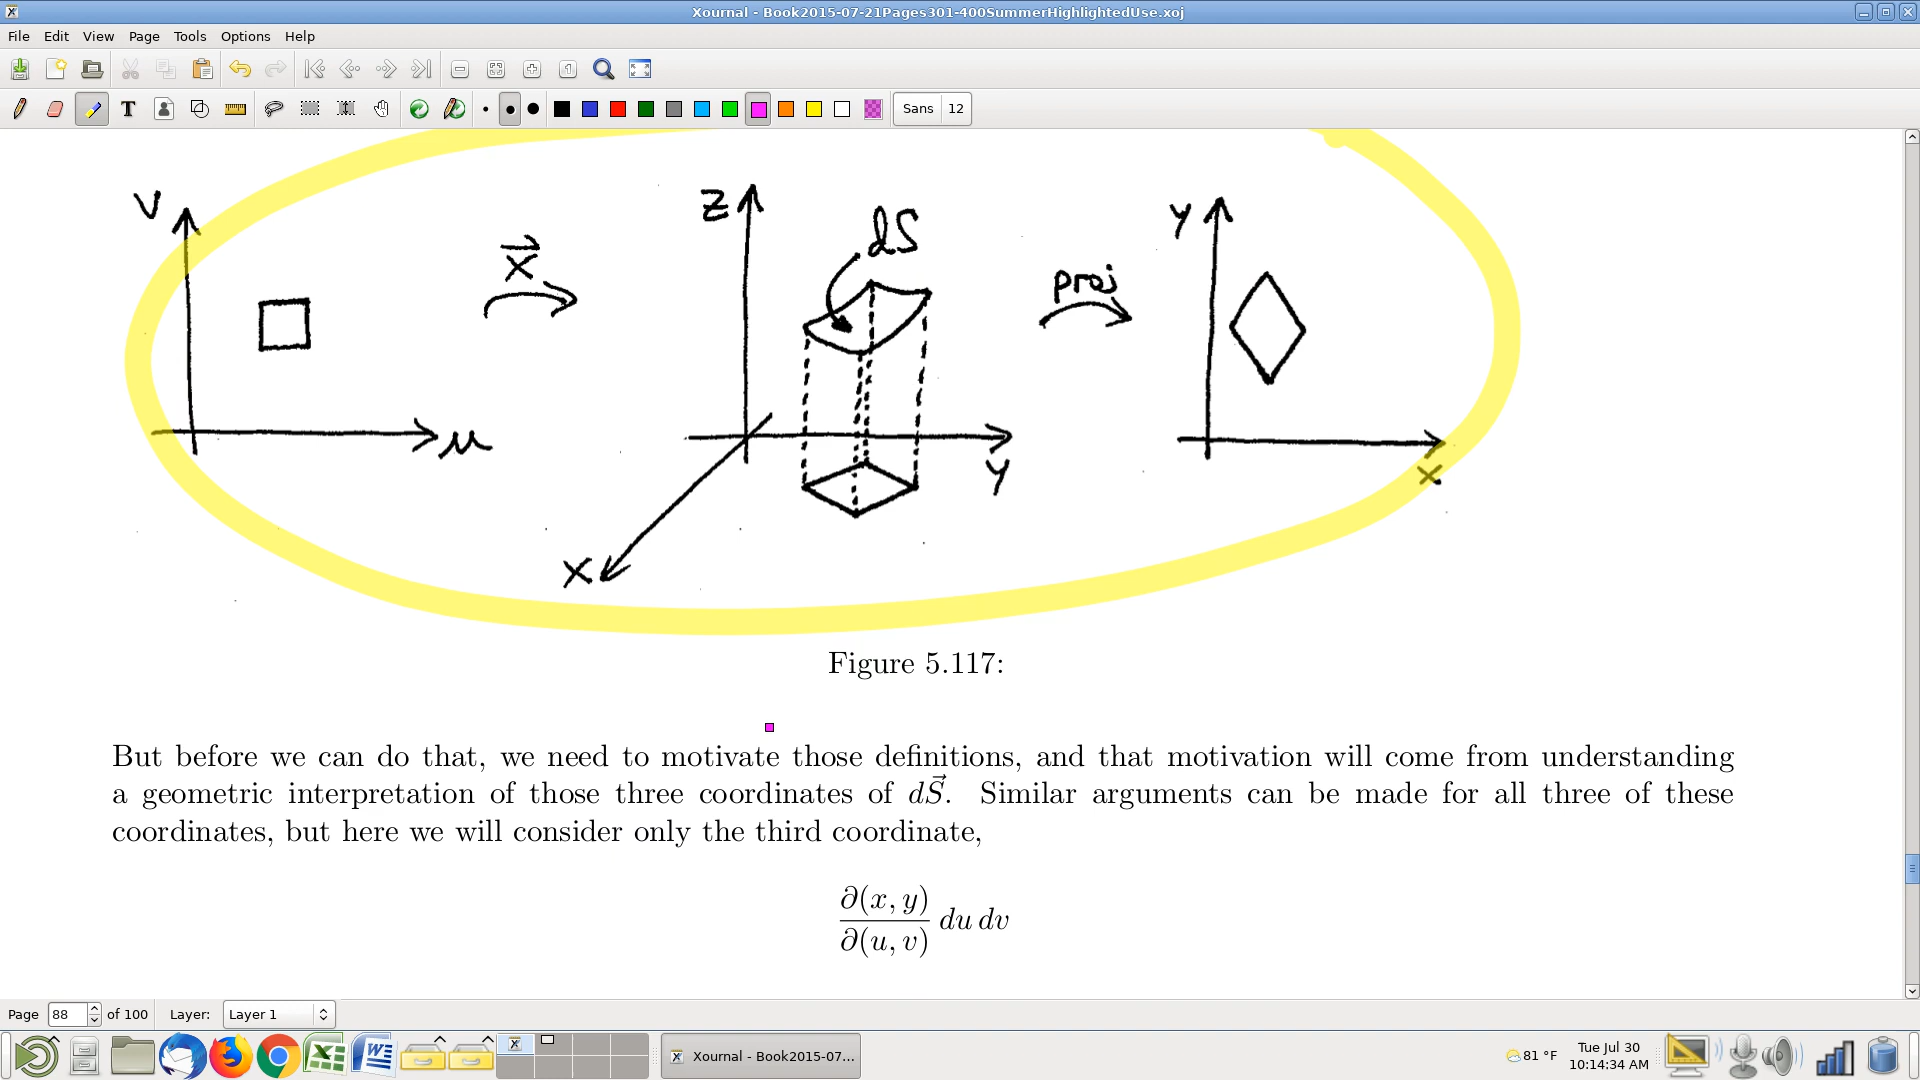 Xournal - Book2015-07-21Pages301-400SummerHighlightedUse.xoj
File Edit View Page Tools Options Help
Sans 12
V
μ
x⃗
z
dS
y
x
proj
y
x
Figure 5.117:
But before we can do that, we need to motivate those definitions, and that motivation will come from understanding
a geometric interpretation of those three coordinates of dS⃗. Similar arguments can be made for all three of these
coordinates, but here we will consider only the third coordinate,
∂(x, y)
∂(u, v)
du dv
Page 88 of 100 Layer: Layer 1
Xournal - Book2015-07...
81 °F
Tue Jul 30
10:14:34 AM